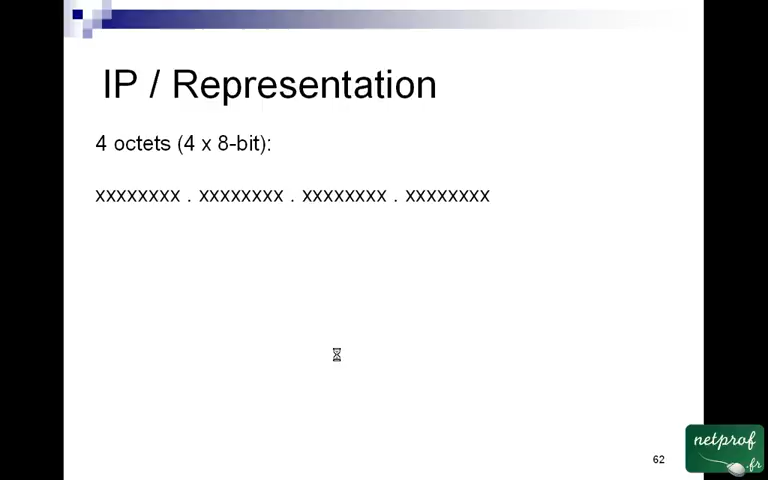 IP / Representation
4 octets (4 x 8-bit):
xxxxxxxx . xxxxxxxx . xxxxxxxx . xxxxxxxx
62
netprof
.fr